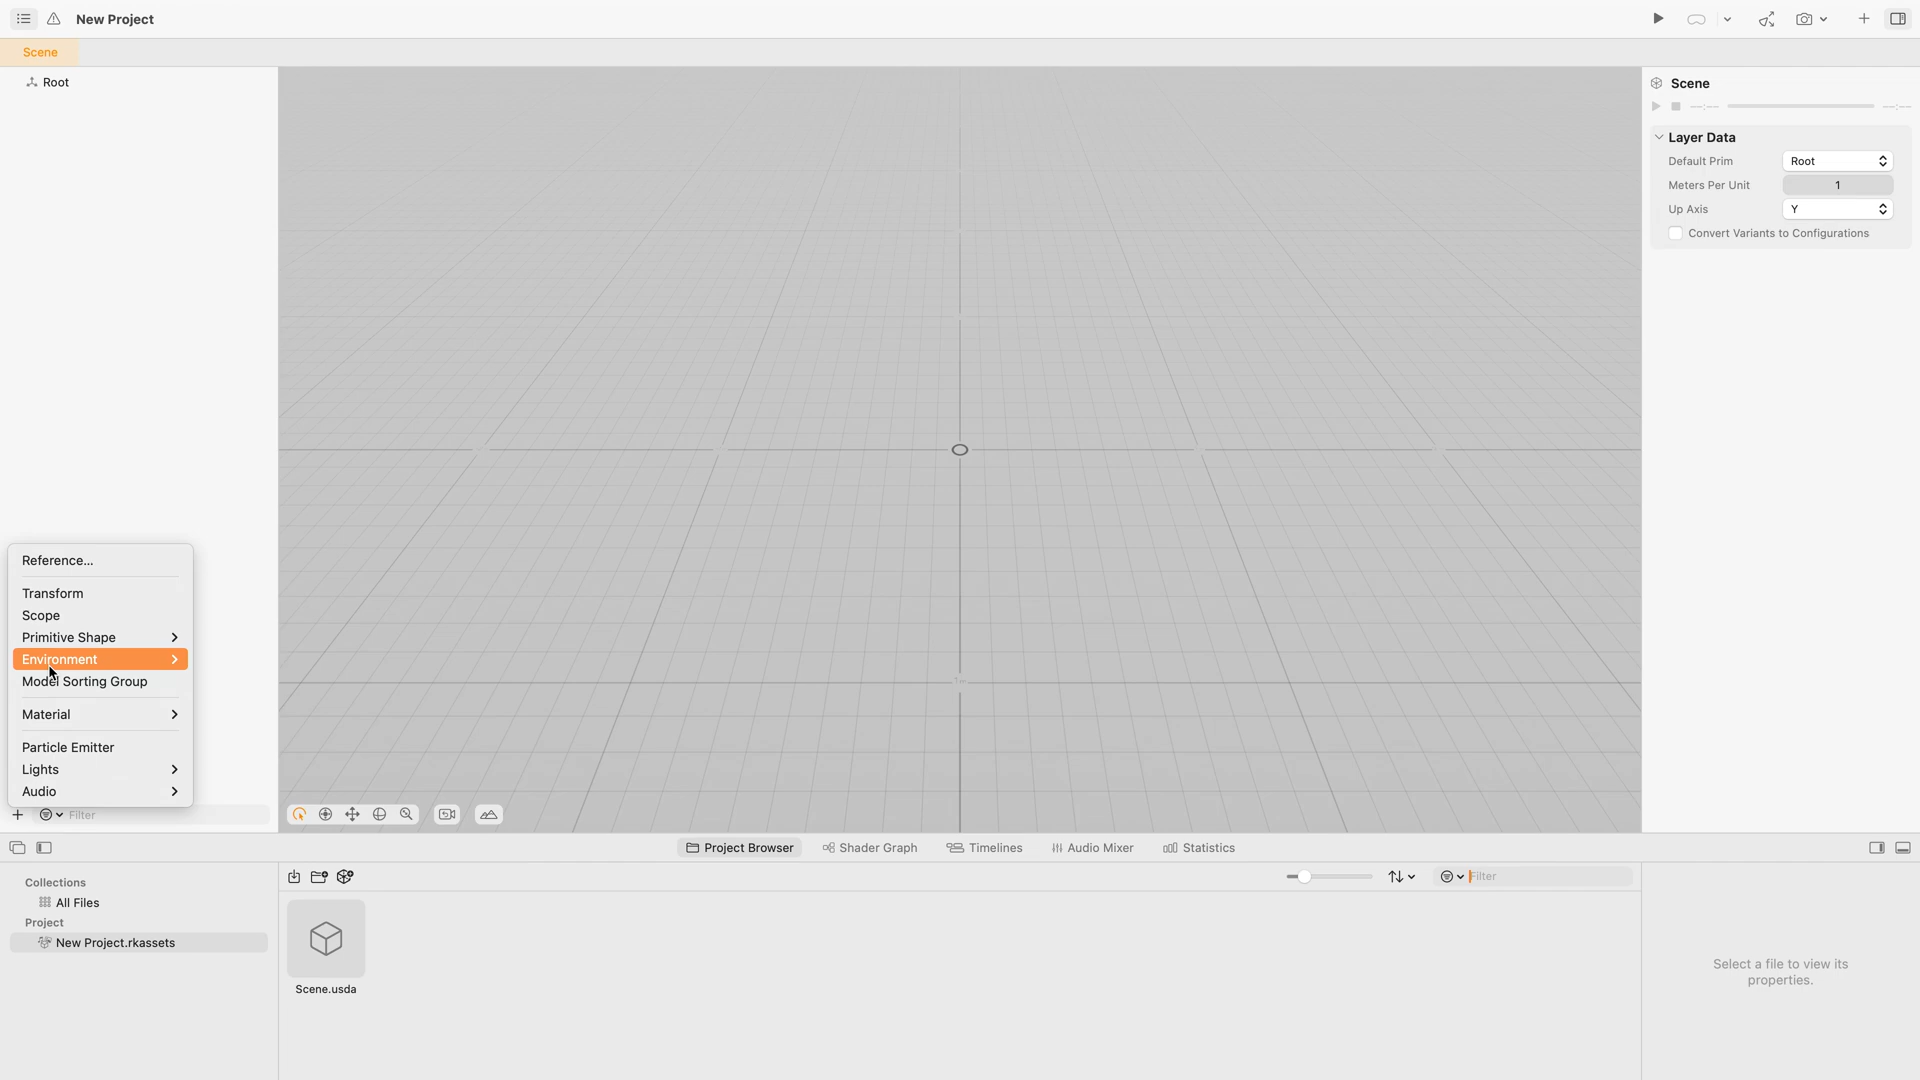 New Project
Scene
Root
Scene
--:--
--:--
Layer Data
Default Prim
Root
Meters Per Unit
1
Up Axis
Y
Convert Variants to Configurations
Reference...
Transform
Scope
Primitive Shape
Environment
Model Sorting Group
Material
Particle Emitter
Lights
Audio
Filter
Project Browser
Shader Graph
Timelines
Audio Mixer
Statistics
Collections
All Files
Project
New Project.rkassets
Filter
Scene.usda
Select a file to view its
properties.